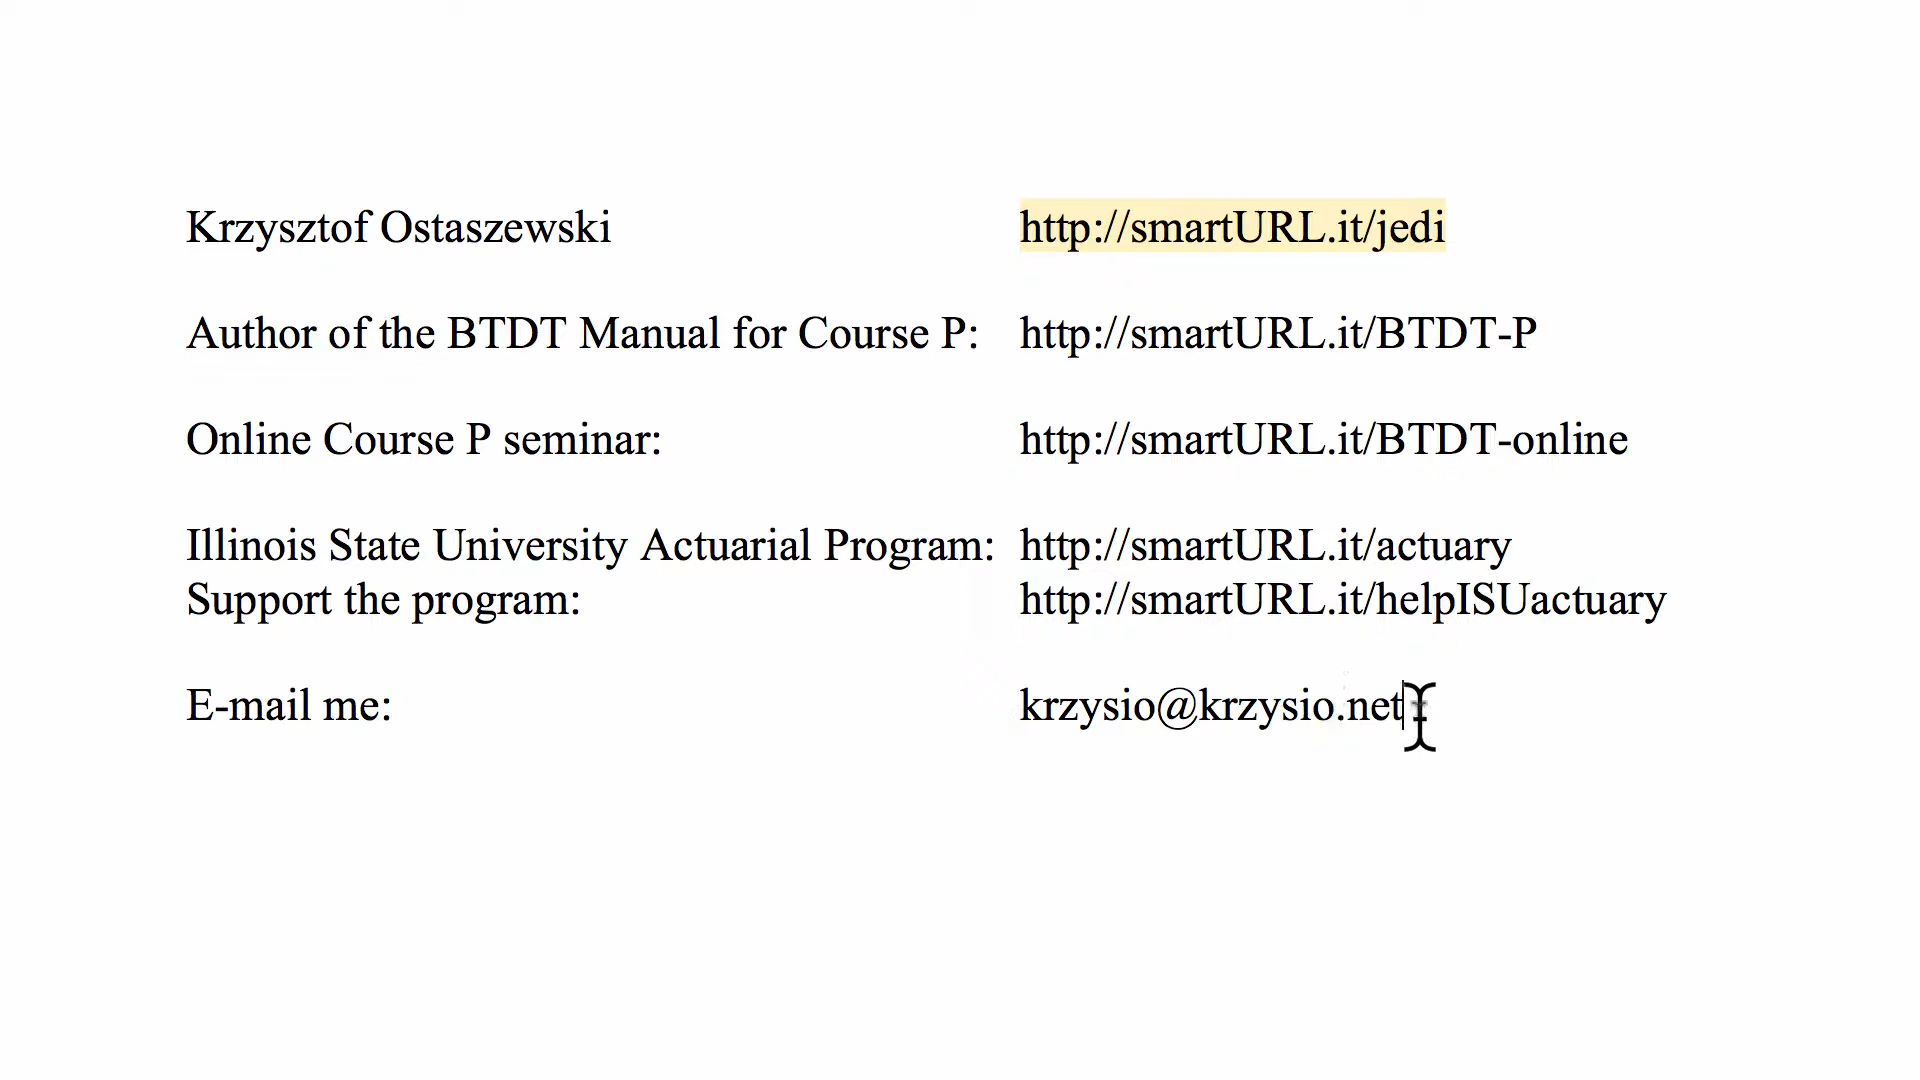 Krzysztof Ostaszewski http://smartURL.it/jedi
Author of the BTDT Manual for Course P: http://smartURL.it/BTDT-P
Online Course P seminar: http://smartURL.it/BTDT-online
Illinois State University Actuarial Program: http://smartURL.it/actuary
Support the program: http://smartURL.it/helpISUactuary
E-mail me: krzysio@krzysio.net